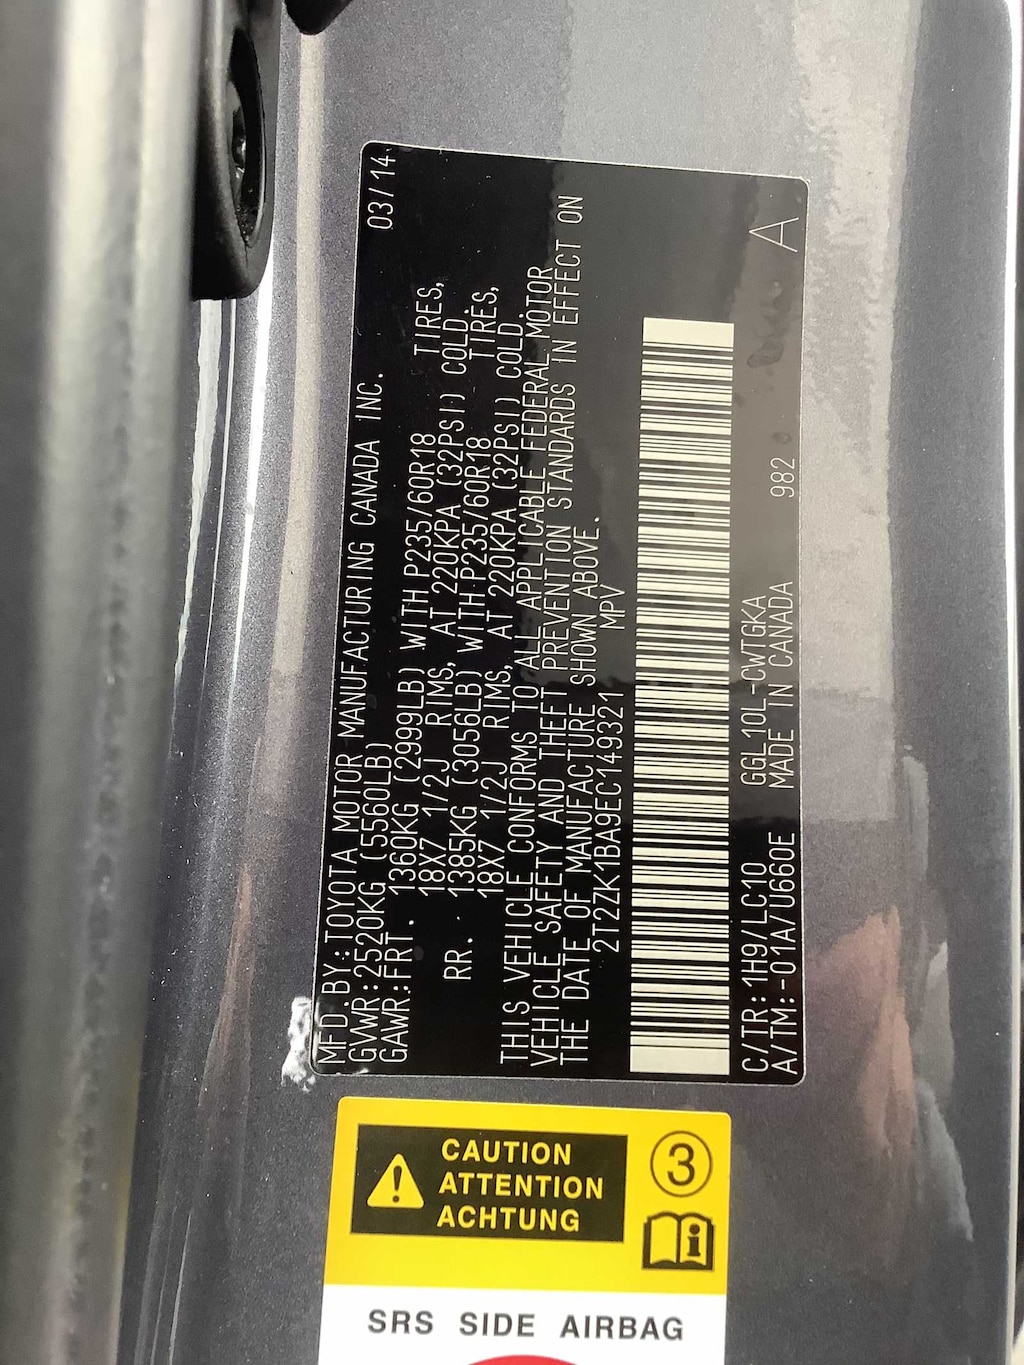 MFD.BY:TOYOTA MOTOR MANUFACTURING CANADA INC. 03/14
GVWR:2520KG (5560LB)
GAWR:FRT. 1360KG (2999LB) WITH P235/60R18 TIRES,
18X7 1/2J RIMS, AT 220KPA (32PSI) COLD.
RR. 1385KG (3056LB) WITH P235/60R18 TIRES,
18X7 1/2J RIMS, AT 220KPA (32PSI) COLD.
THIS VEHICLE CONFORMS TO ALL APPLICABLE FEDERAL MOTOR
VEHICLE SAFETY AND THEFT PREVENTION STANDARDS IN EFFECT ON
THE DATE OF MANUFACTURE SHOWN ABOVE.
2T2ZK1BA9EC149321 MPV
C/TR:1H9/LC10 GGL10L-CWTGKA A
A/TM:-01A/U660E MADE IN CANADA 982
CAUTION
ATTENTION
ACHTUNG
3
i
SRS SIDE AIRBAG